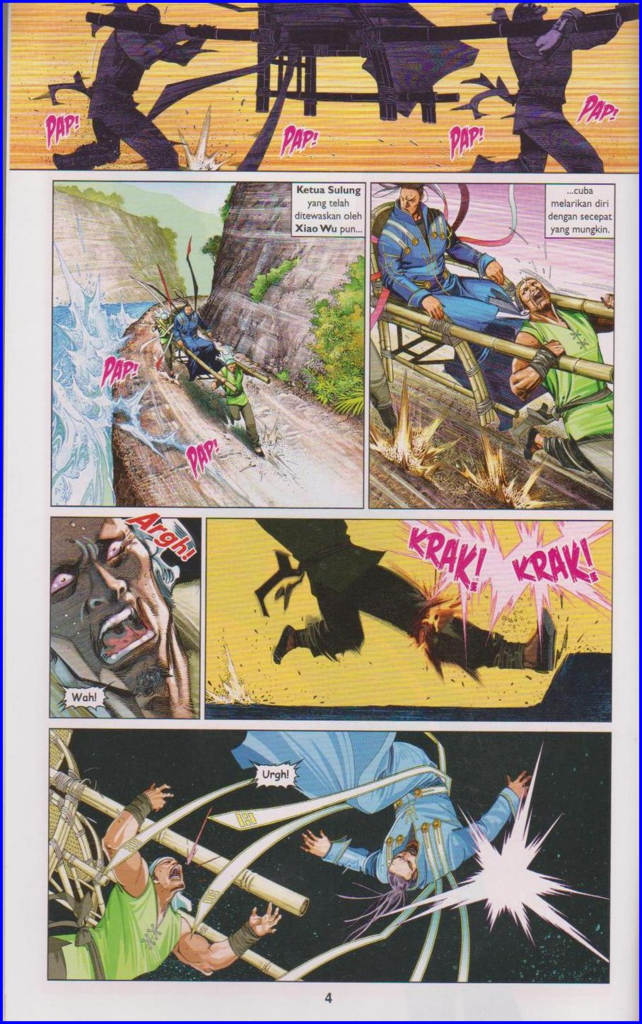 PAP!
PAP!
PAP!
PAP!
Ketua Sulung
yang telah
ditewaskan oleh
Xiao Wu pun...
...cuba
melarikan diri
dengan secepat
yang mungkin.
PAP!
PAP!
Argh!
Wah!
KRAK!
KRAK!
Urgh!
4